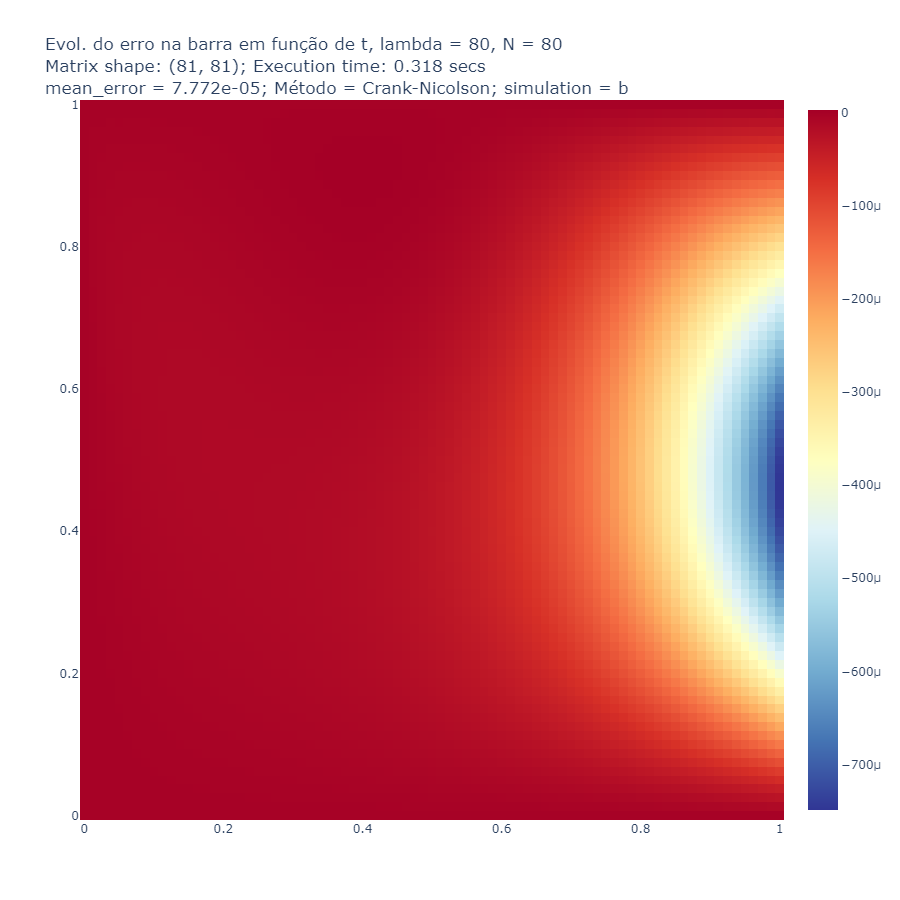 Evol. do erro na barra em função de t, lambda = 80, N = 80
Matrix shape: (81, 81); Execution time: 0.318 secs
mean_error = 7.772e-05; Método = Crank-Nicolson; simulation = b
1
0.8
0.6
0.4
0.2
0
0 0.2 0.4 0.6 0.8 1
0
−100μ
−200μ
−300μ
−400μ
−500μ
−600μ
−700μ